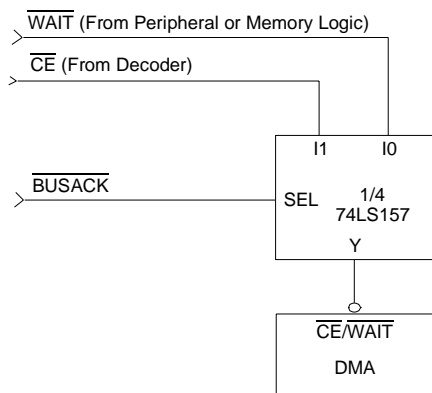 WAIT (From Peripheral or Memory Logic)
CE (From Decoder)
I1 I0
BUSACK
SEL 1/4
74LS157
Y
CE/WAIT
DMA